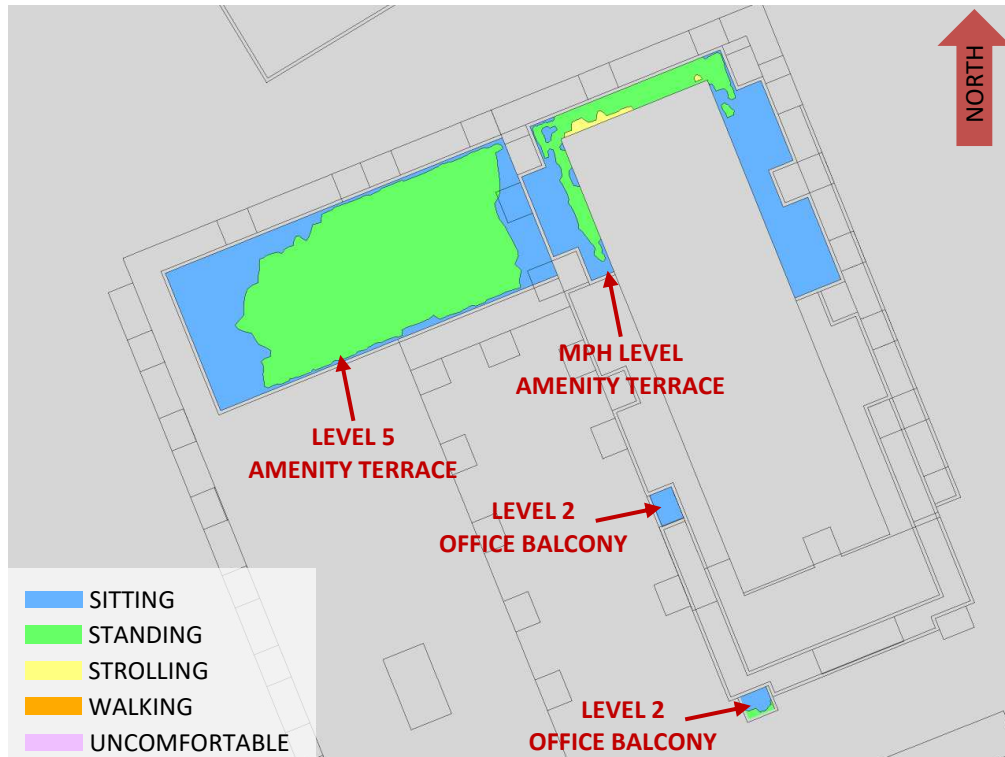 NORTH
MPH LEVEL
AMENITY TERRACE
LEVEL 5
AMENITY TERRACE
LEVEL 2
OFFICE BALCONY
SITTING
STANDING
STROLLING
WALKING
UNCOMFORTABLE
LEVEL 2
OFFICE BALCONY